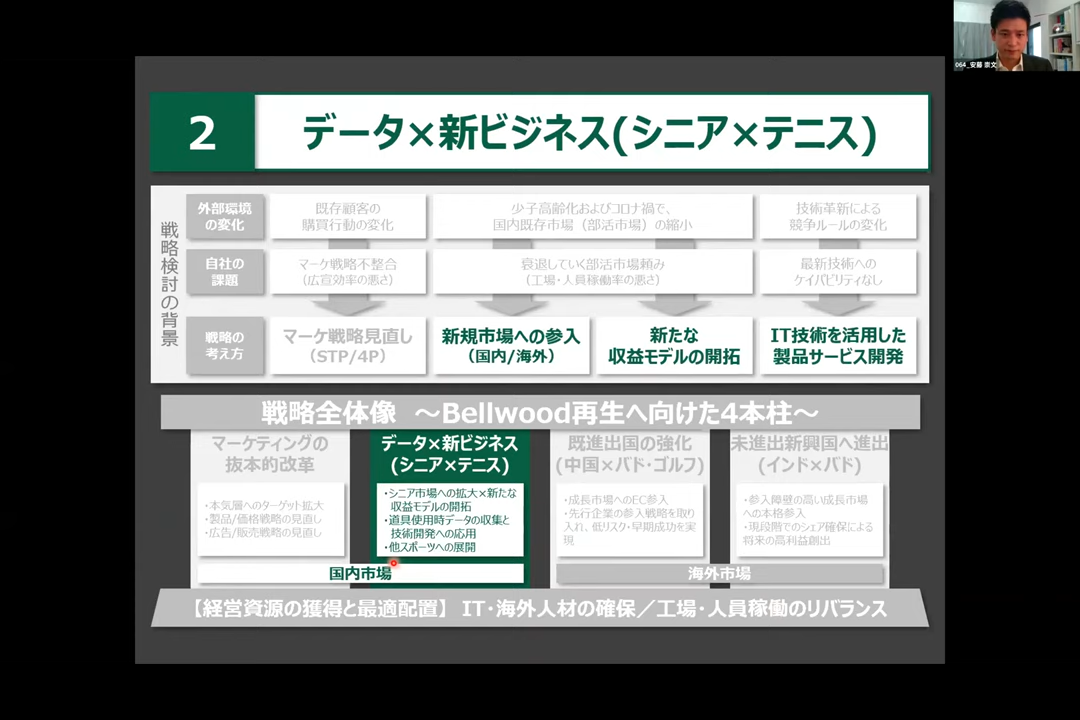 064_安藤 崇文
2
データ×新ビジネス(シニア×テニス)
戦略検討の背景
外部環境
の変化
既存顧客の
購買行動の変化
少子高齢化およびコロナ禍で、
国内既存市場（部活市場）の縮小
技術革新による
競争ルールの変化
自社の
課題
マーケ戦略不整合
（広宣効率の悪さ）
衰退していく部活市場頼み
（工場・人員稼働率の悪さ）
最新技術への
ケイパビリティなし
戦略の
考え方
マーケ戦略見直し
（STP/4P）
新規市場への参入
（国内/海外）
新たな
収益モデルの開拓
IT技術を活用した
製品サービス開発
戦略全体像 ～Bellwood再生へ向けた4本柱～
マーケティングの
抜本的改革
・本気層へのターゲット拡大
・製品/価格戦略の見直し
・広告/販売戦略の見直し
データ×新ビジネス
(シニア×テニス)
・シニア市場への拡大×新たな
収益モデルの開拓
・道具使用時データの収集と
技術開発への応用
・他スポーツへの展開
既進出国の強化
(中国×バド・ゴルフ)
・成長市場へのEC参入
・先行企業の参入戦略を取り
入れ、低リスク・早期成功を実
現
未進出新興国へ進出
(インド×バド)
・参入障壁の高い成長市場
への本格参入
・現段階でのシェア確保による
将来の高利益創出
国内市場
海外市場
【経営資源の獲得と最適配置】 IT・海外人材の確保／工場・人員稼働のリバランス